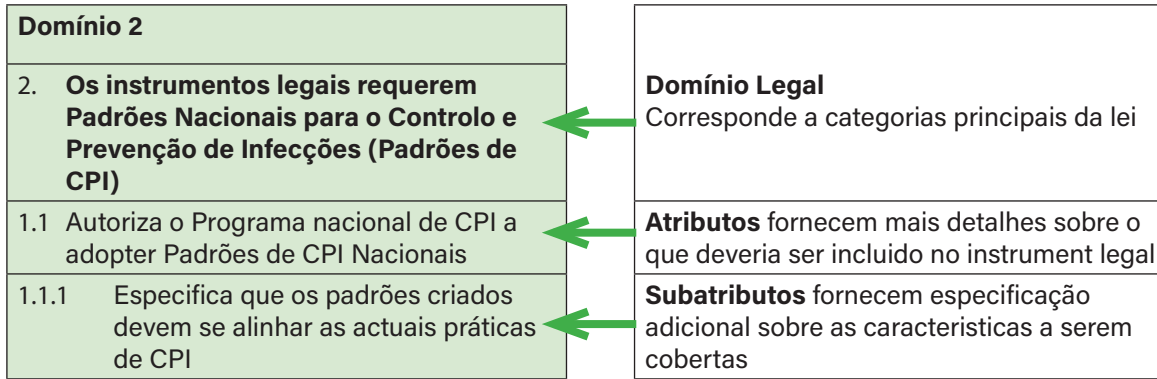 Domínio 2
2. Os instrumentos legais requerem
Padrões Nacionais para o Controlo e
Prevenção de Infecções (Padrões de
CPI)
Domínio Legal
Corresponde a categorias principais da lei
1.1 Autoriza o Programa nacional de CPI a
adopter Padrões de CPI Nacionais
Atributos fornecem mais detalhes sobre o
que deveria ser incluido no instrument legal
1.1.1 Especifica que os padrões criados
devem se alinhar as actuais práticas
de CPI
Subatributos fornecem especificação
adicional sobre as caracteristicas a serem
cobertas